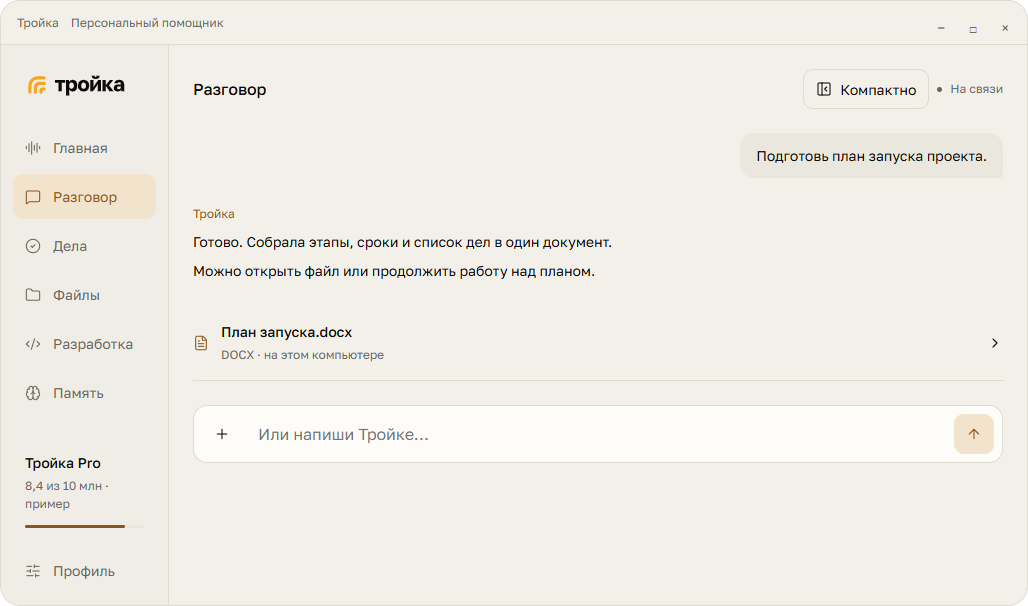 Тройка Персональный помощник
тройка
Главная
Разговор
Дела
Файлы
Разработка
Память
Тройка Pro
8,4 из 10 млн ·
пример
Профиль
Разговор
Компактно
На связи
Подготовь план запуска проекта.
Тройка
Готово. Собрала этапы, сроки и список дел в один документ.
Можно открыть файл или продолжить работу над планом.
План запуска.docx
DOCX · на этом компьютере
Или напиши Тройке...